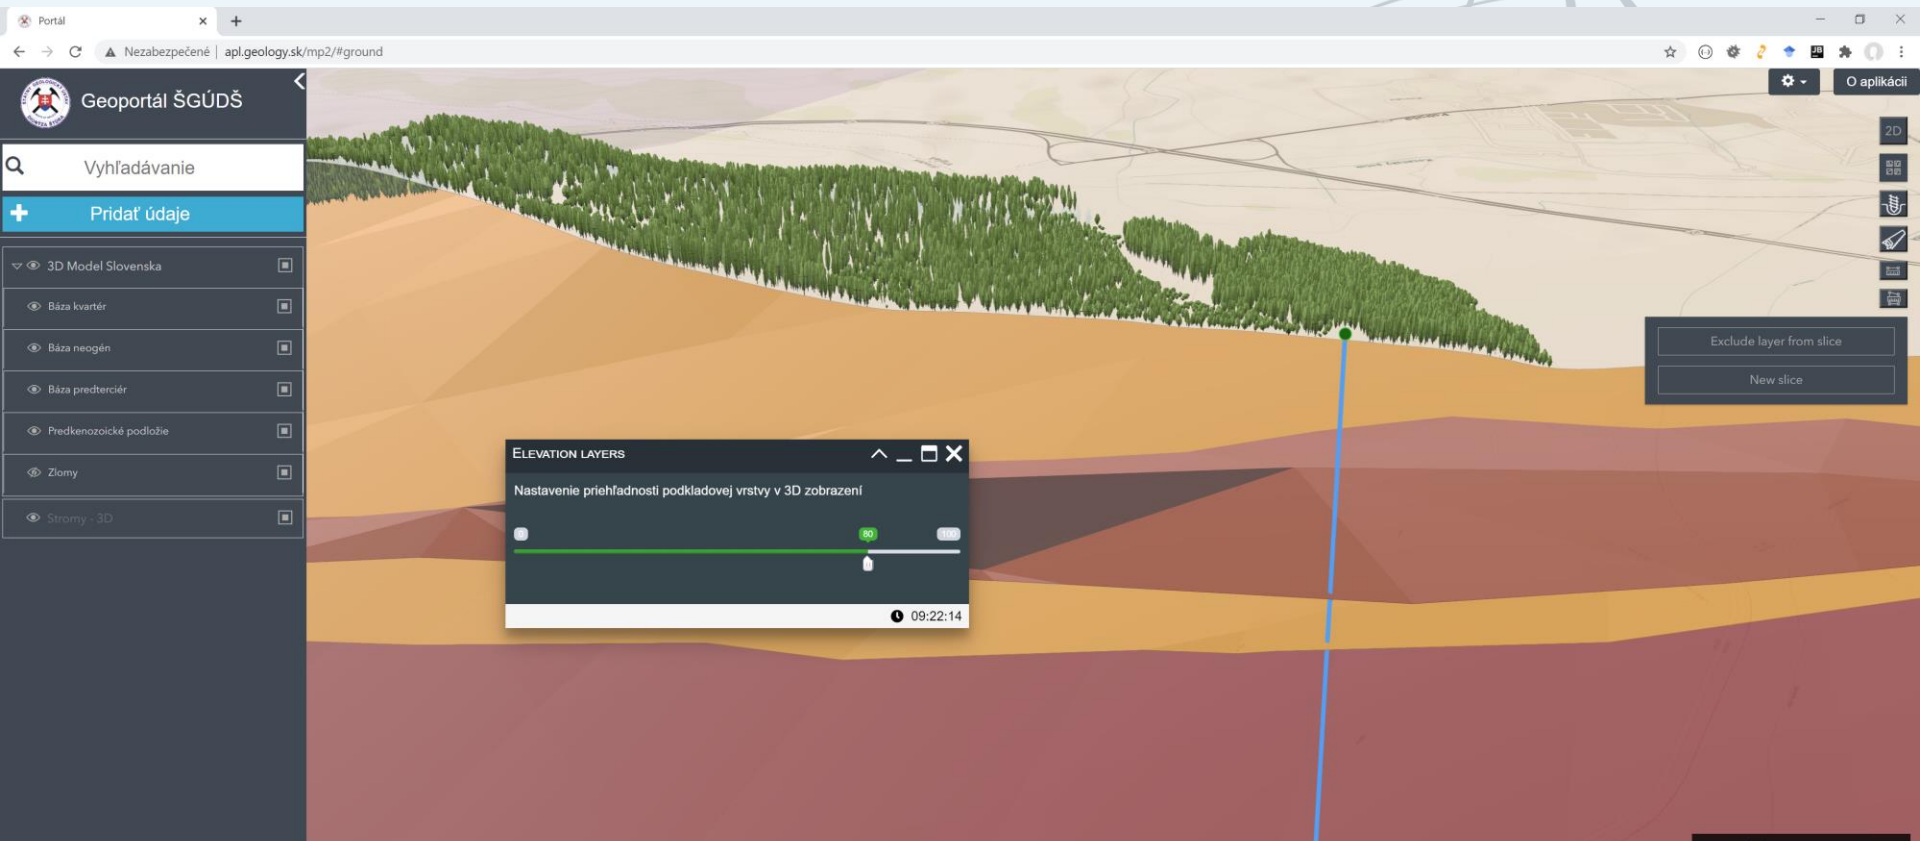 Portál
Nezabezpečené | apl.geology.sk/mp2/#ground
Geoportál ŠGÚDŠ
O aplikácii
Vyhľadávanie
2D
Pridať údaje
3D Model Slovenska
Báza kvartér
Báza neogén
Exclude layer from slice
New slice
Báza predterciér
Predkenozoické podložie
Zlomy
Stromy - 3D
ELEVATION LAYERS
Nastavenie priehľadnosti podkladovej vrstvy v 3D zobrazení
0 80 100
09:22:14